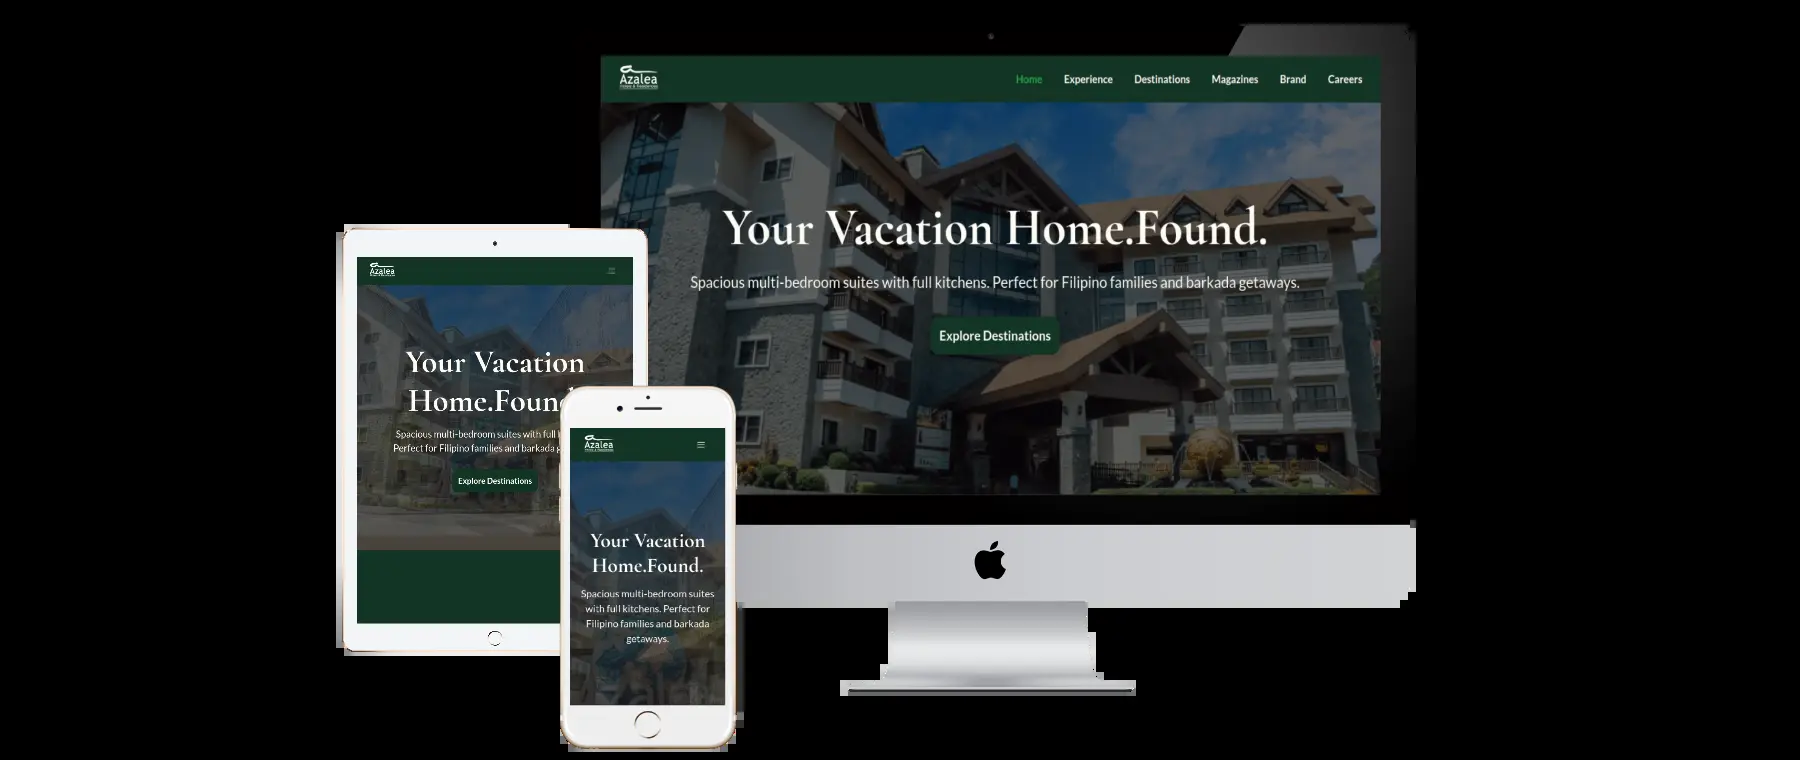 Azalea
Hotels & Residences
Home Experience Destinations Magazines Brand Careers
Your Vacation Home.Found.
Spacious multi-bedroom suites with full kitchens. Perfect for Filipino families and barkada getaways.
Explore Destinations
Azalea
Your Vacation
Home.Found
Spacious multi-bedroom suites with full
Perfect for Filipino families and barkada
Explore Destinations
Azalea
Hotels & Residences
Your Vacation
Home.Found.
Spacious multi-bedroom suites
with full kitchens. Perfect for
Filipino families and barkada
getaways.